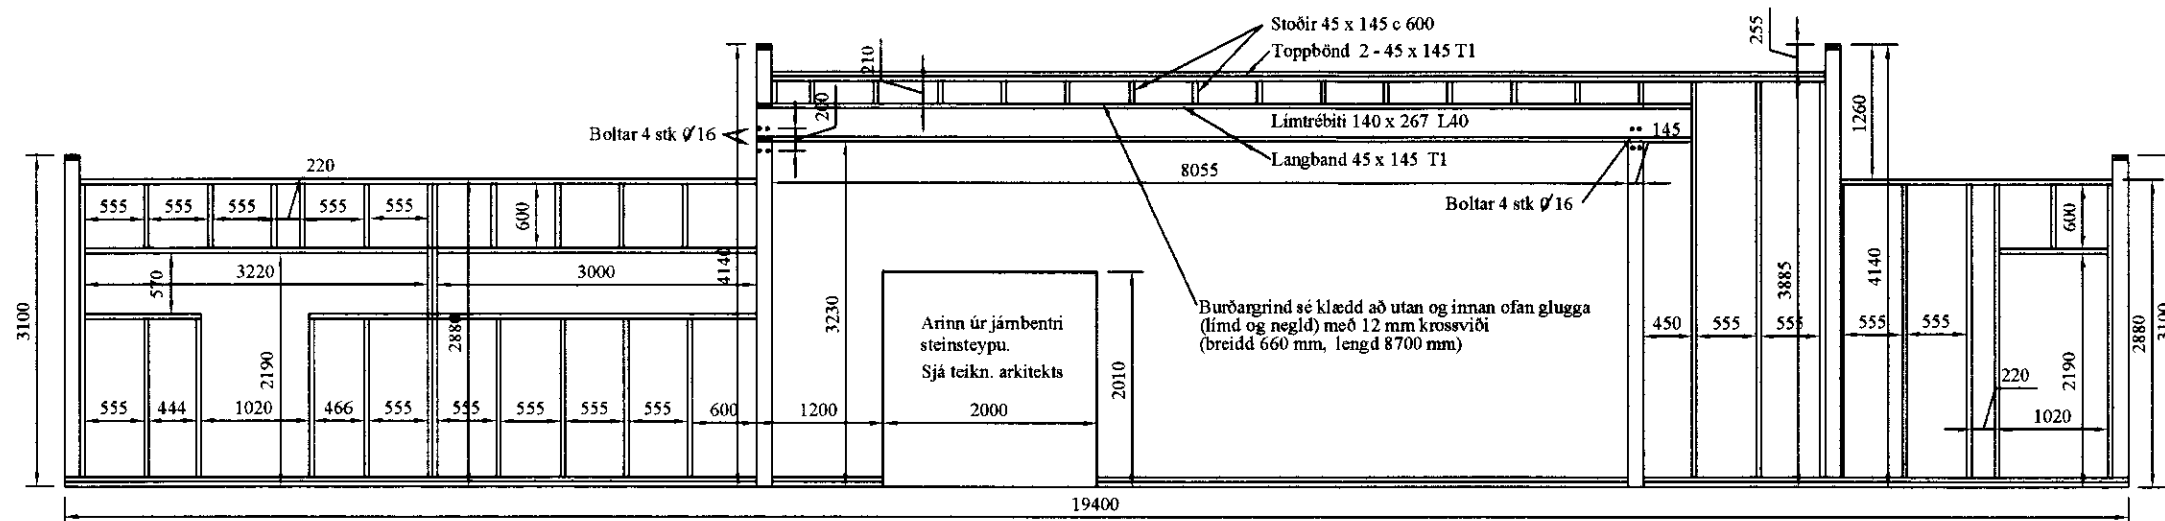 Stoðir 45 x 145 c 600
Toppbönd 2 - 45 x 145 T1
255
210
1260
200
Boltar 4 stk Ø 16
Límtrébiti 140 x 267 L40
145
Langband 45 x 145 T1
220
8055
Boltar 4 stk Ø 16
555 555 555 555 555
600
600
3220
3000
570
4140
3885
4140
3100
2880
3230
Burðargrind sé klædd að utan og innan ofan glugga
(límd og negld) með 12 mm krossviði
(breidd 660 mm, lengd 8700 mm)
Arinn úr járnbentri
steinsteypu.
Sjá teikn. arkitekts
450 555 555 555 555
2880
3100
2190
2010
2190
220
555 444 1020 466 555 555 555 555 555 600 1200 2000
1020
19400